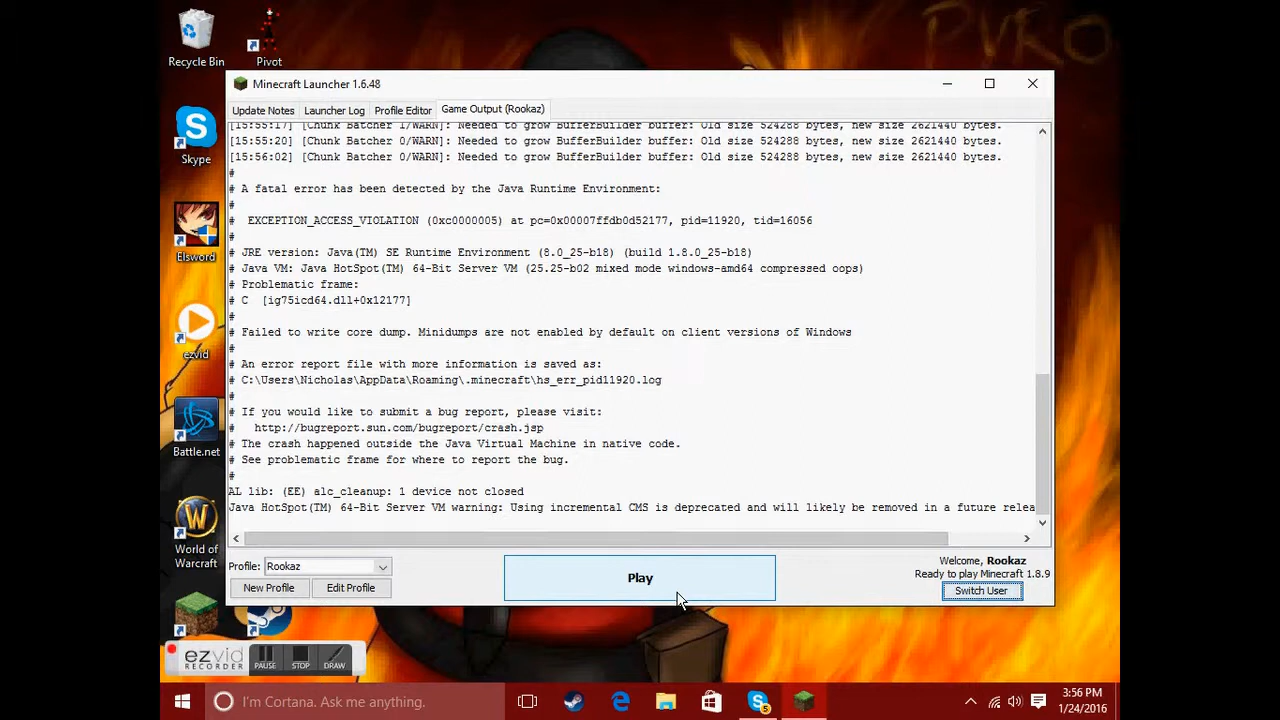 PYRO
Recycle Bin
Pivot
Minecraft Launcher 1.6.48
Update Notes
Launcher Log
Profile Editor
Game Output (Rookaz)
[15:55:17] [Chunk Batcher 1/WARN]: Needed to grow BufferBuilder buffer: Old size 524288 bytes, new size 2621440 bytes.
[15:55:20] [Chunk Batcher 0/WARN]: Needed to grow BufferBuilder buffer: Old size 524288 bytes, new size 2621440 bytes.
[15:56:02] [Chunk Batcher 0/WARN]: Needed to grow BufferBuilder buffer: Old size 524288 bytes, new size 2621440 bytes.
#
# A fatal error has been detected by the Java Runtime Environment:
#
#  EXCEPTION_ACCESS_VIOLATION (0xc0000005) at pc=0x00007ffdb0d52177, pid=11920, tid=16056
#
# JRE version: Java(TM) SE Runtime Environment (8.0_25-b18) (build 1.8.0_25-b18)
# Java VM: Java HotSpot(TM) 64-Bit Server VM (25.25-b02 mixed mode windows-amd64 compressed oops)
# Problematic frame:
# C  [ig75icd64.dll+0x12177]
#
# Failed to write core dump. Minidumps are not enabled by default on client versions of Windows
#
# An error report file with more information is saved as:
# C:\Users\Nicholas\AppData\Roaming\.minecraft\hs_err_pid11920.log
#
# If you would like to submit a bug report, please visit:
#   http://bugreport.sun.com/bugreport/crash.jsp
# The crash happened outside the Java Virtual Machine in native code.
# See problematic frame for where to report the bug.
#
AL lib: (EE) alc_cleanup: 1 device not closed
Java HotSpot(TM) 64-Bit Server VM warning: Using incremental CMS is deprecated and will likely be removed in a future relea
Skype
Elsword
ezvid
Battle.net
World of
Warcraft
Profile:
Rookaz
New Profile
Edit Profile
Play
Welcome, Rookaz
Ready to play Minecraft 1.8.9
Switch User
ezvid
RECORDER
PAUSE
STOP
DRAW
I'm Cortana. Ask me anything.
5
3:56 PM
1/24/2016